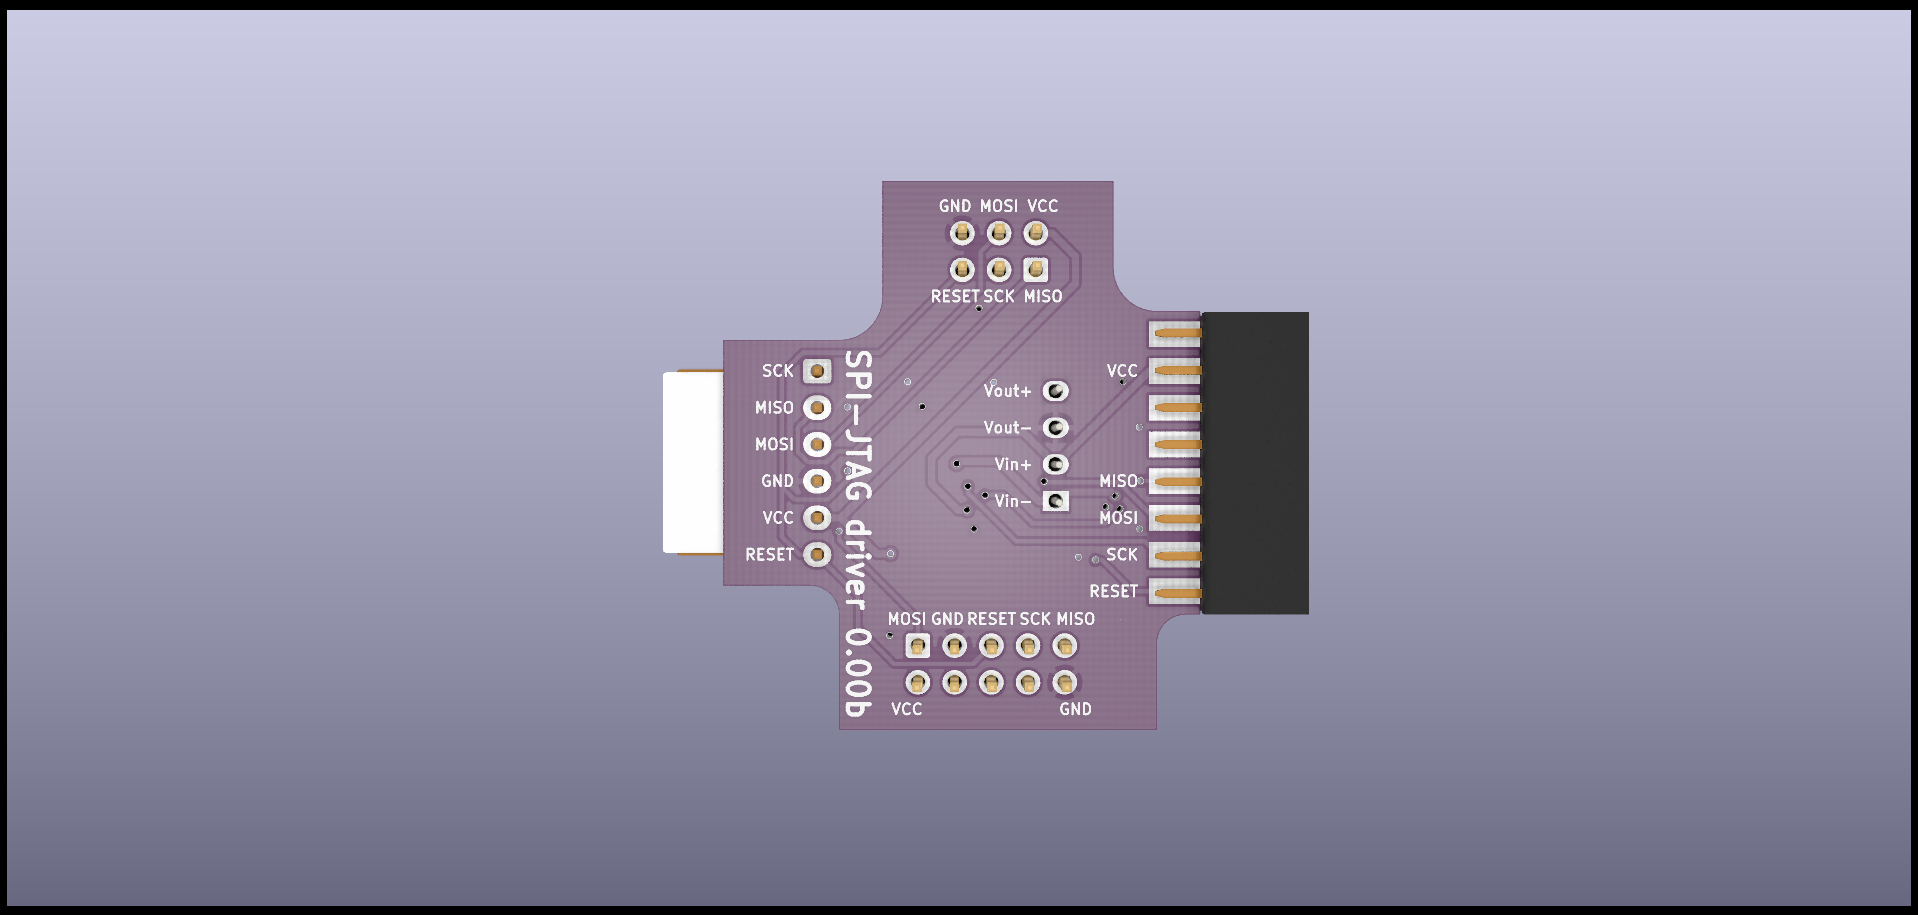 GND MOSI VCC
RESET SCK MISO
SCK
MISO
MOSI
GND
VCC
RESET
SPI-JTAG driver 0.00b
Vout+
Vout-
Vin+
Vin-
VCC
MISO
MOSI
SCK
RESET
MOSI GND RESET SCK MISO
VCC GND